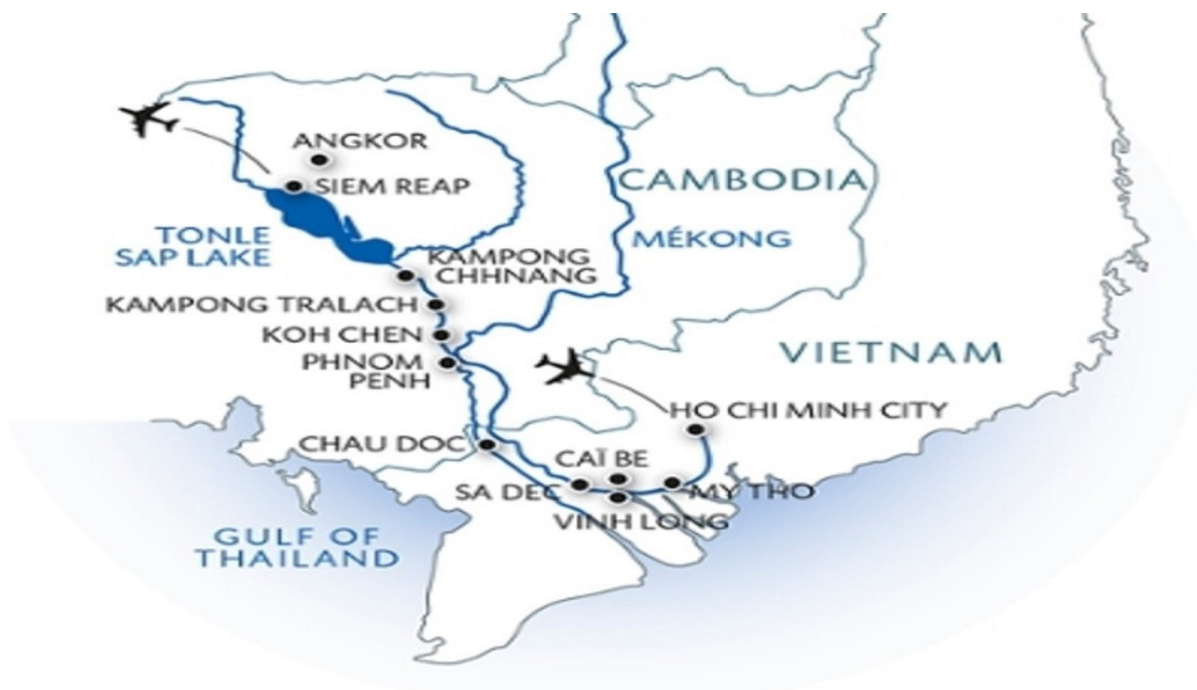 ANGKOR
SIEM REAP
CAMBODIA
TONLE
SAP LAKE
MÉKONG
KAMPONG
CHHNANG
KAMPONG TRALACH
KOH CHEN
PHNOM
PENH
VIETNAM
HO CHI MINH CITY
CHAU DOC
CAÏ BE
SA DEC
MY THO
VINH LONG
GULF OF
THAILAND